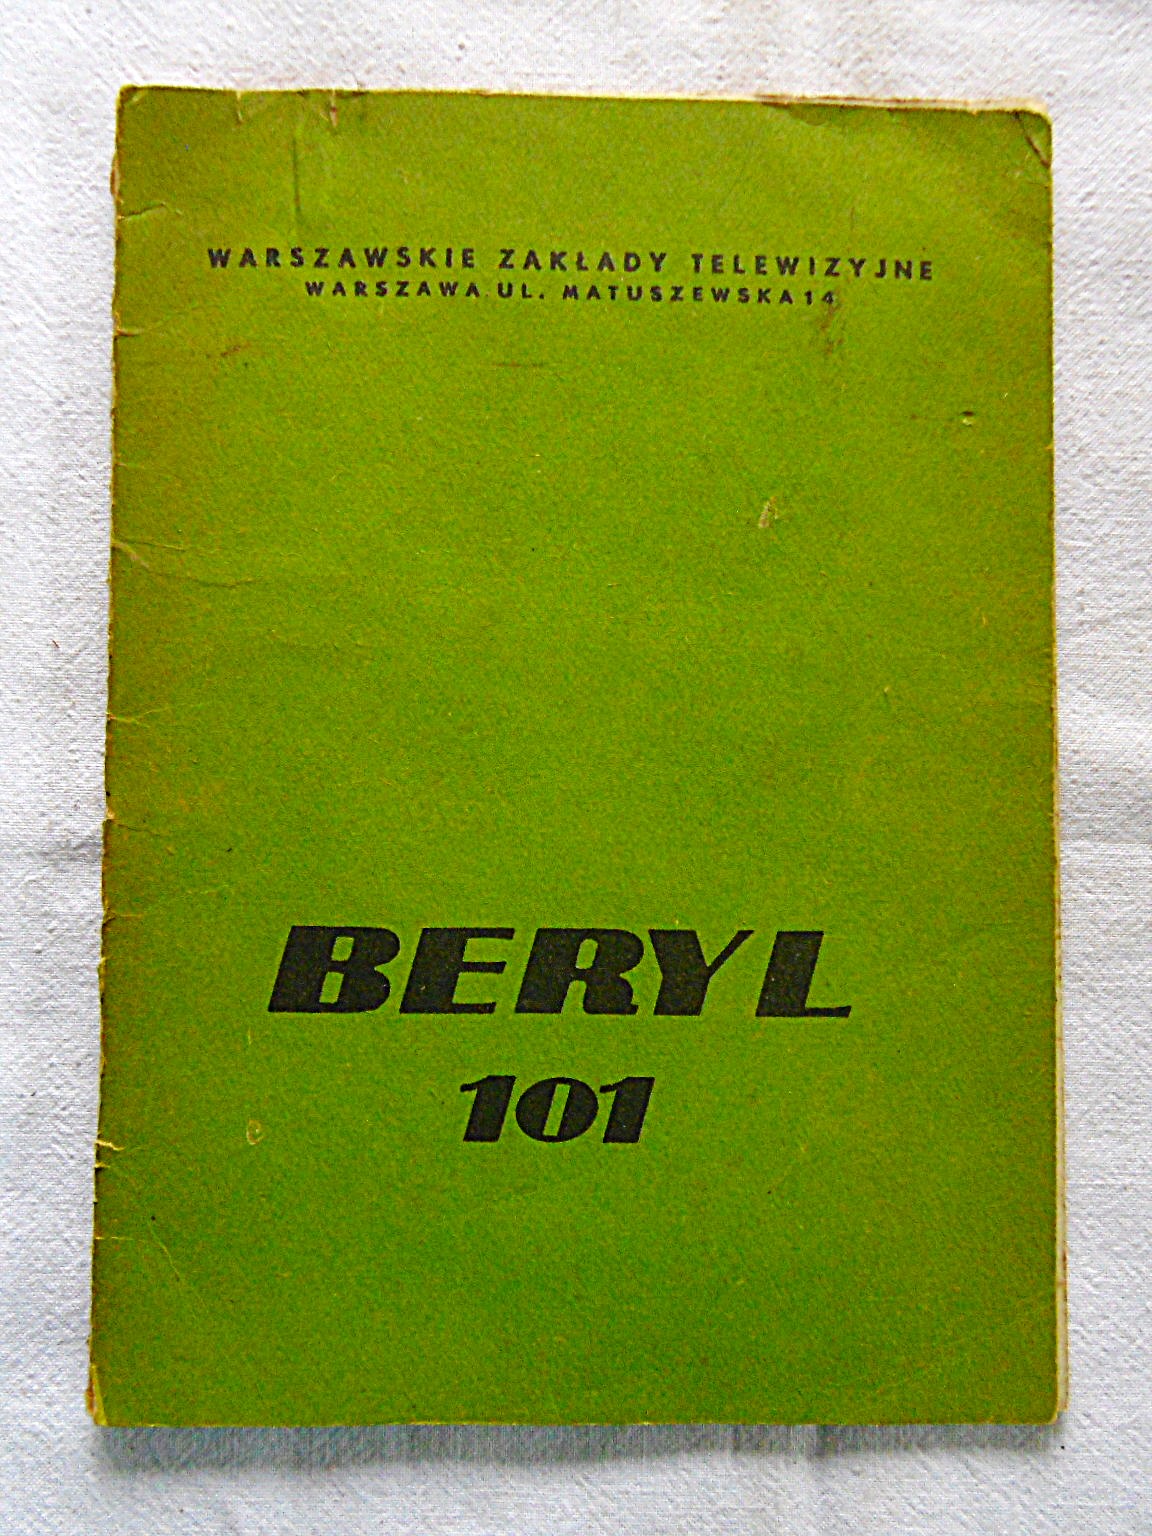 WARSZAWSKIE ZAKŁADY TELEWIZYJNE
WARSZAWA UL. MATUSZEWSKA 14
BERYL
101